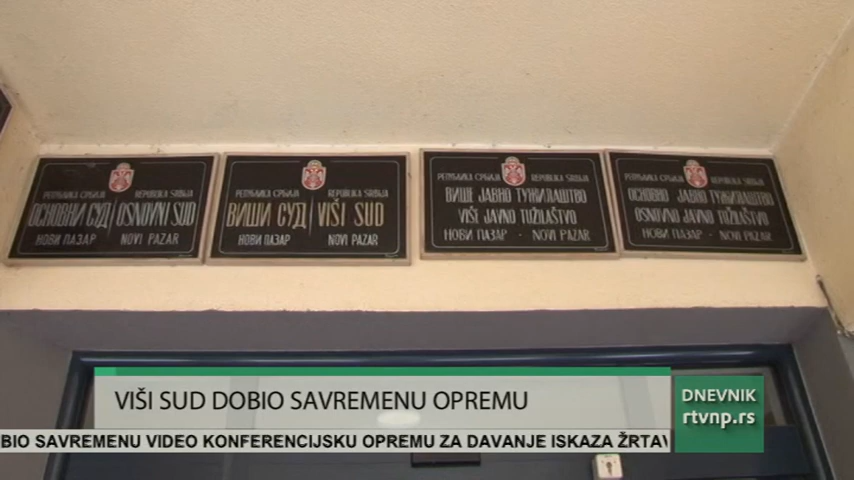 РЕПУБЛИКА СРБИЈА REPUBLIKA SRBIJA
ОСНОВНИ СУД OSNOVNI SUD
НОВИ ПАЗАР NOVI PAZAR
РЕПУБЛИКА СРБИЈА REPUBLIKA SRBIJA
ВИШИ СУД VIŠI SUD
НОВИ ПАЗАР NOVI PAZAR
РЕПУБЛИКА СРБИЈА REPUBLIKA SRBIJA
ВИШЕ ЈАВНО ТУЖИЛАШТВО
VIŠE JAVNO TUŽILAŠTVO
НОВИ ПАЗАР - NOVI PAZAR
РЕПУБЛИКА СРБИЈА REPUBLIKA SRBIJA
ОСНОВНО ЈАВНО ТУЖИЛАШТВО
OSNOVNO JAVNO TUŽILAŠTVO
НОВИ ПАЗАР - NOVI PAZAR
VIŠI SUD DOBIO SAVREMENU OPREMU
DNEVNIK
rtvnp.rs
BIO SAVREMENU VIDEO KONFERENCIJSKU OPREMU ZA DAVANJE ISKAZA ŽRTAV